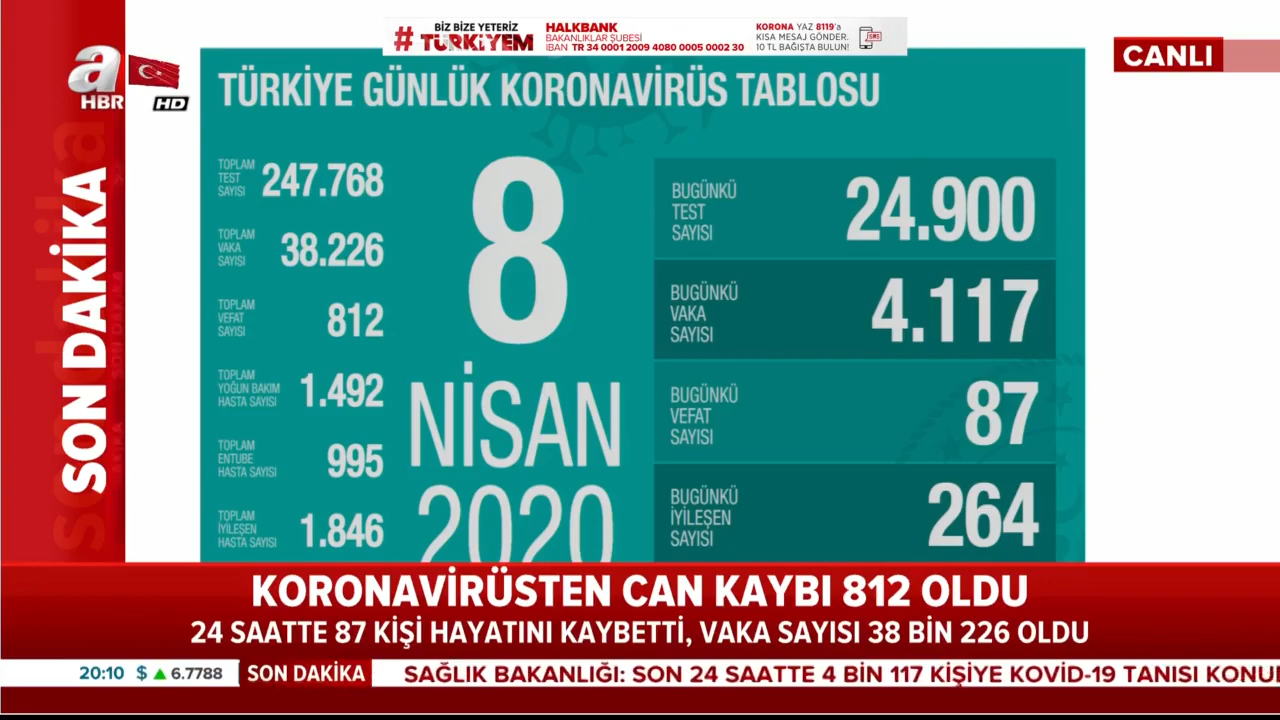 BİZ BİZE YETERİZ
# TÜRKİYEM
HALKBANK
BAKANLIKLAR ŞUBESİ
IBAN TR 34 0001 2009 4080 0005 0002 30
KORONA YAZ 8119'a
KISA MESAJ GÖNDER.
10 TL BAĞIŞTA BULUN!
SMS
CANLI
a
HBR
HD
SON DAKİKA
TÜRKİYE GÜNLÜK KORONAVİRÜS TABLOSU
TOPLAM
TEST
SAYISI
247.768
TOPLAM
VAKA
SAYISI
38.226
TOPLAM
VEFAT
SAYISI
812
TOPLAM
YOĞUN BAKIM
HASTA SAYISI
1.492
TOPLAM
ENTUBE
HASTA SAYISI
995
TOPLAM
İYİLEŞEN
HASTA SAYISI
1.846
8
NİSAN
2020
BUGÜNKÜ
TEST
SAYISI
24.900
BUGÜNKÜ
VAKA
SAYISI
4.117
BUGÜNKÜ
VEFAT
SAYISI
87
BUGÜNKÜ
İYİLEŞEN
SAYISI
264
KORONAVİRÜSTEN CAN KAYBI 812 OLDU
24 SAATTE 87 KİŞİ HAYATINI KAYBETTİ, VAKA SAYISI 38 BİN 226 OLDU
20:10 $ ▲ 6.7788 SON DAKİKA SAĞLIK BAKANLIĞI: SON 24 SAATTE 4 BİN 117 KİŞİYE KOVİD-19 TANISI KONU